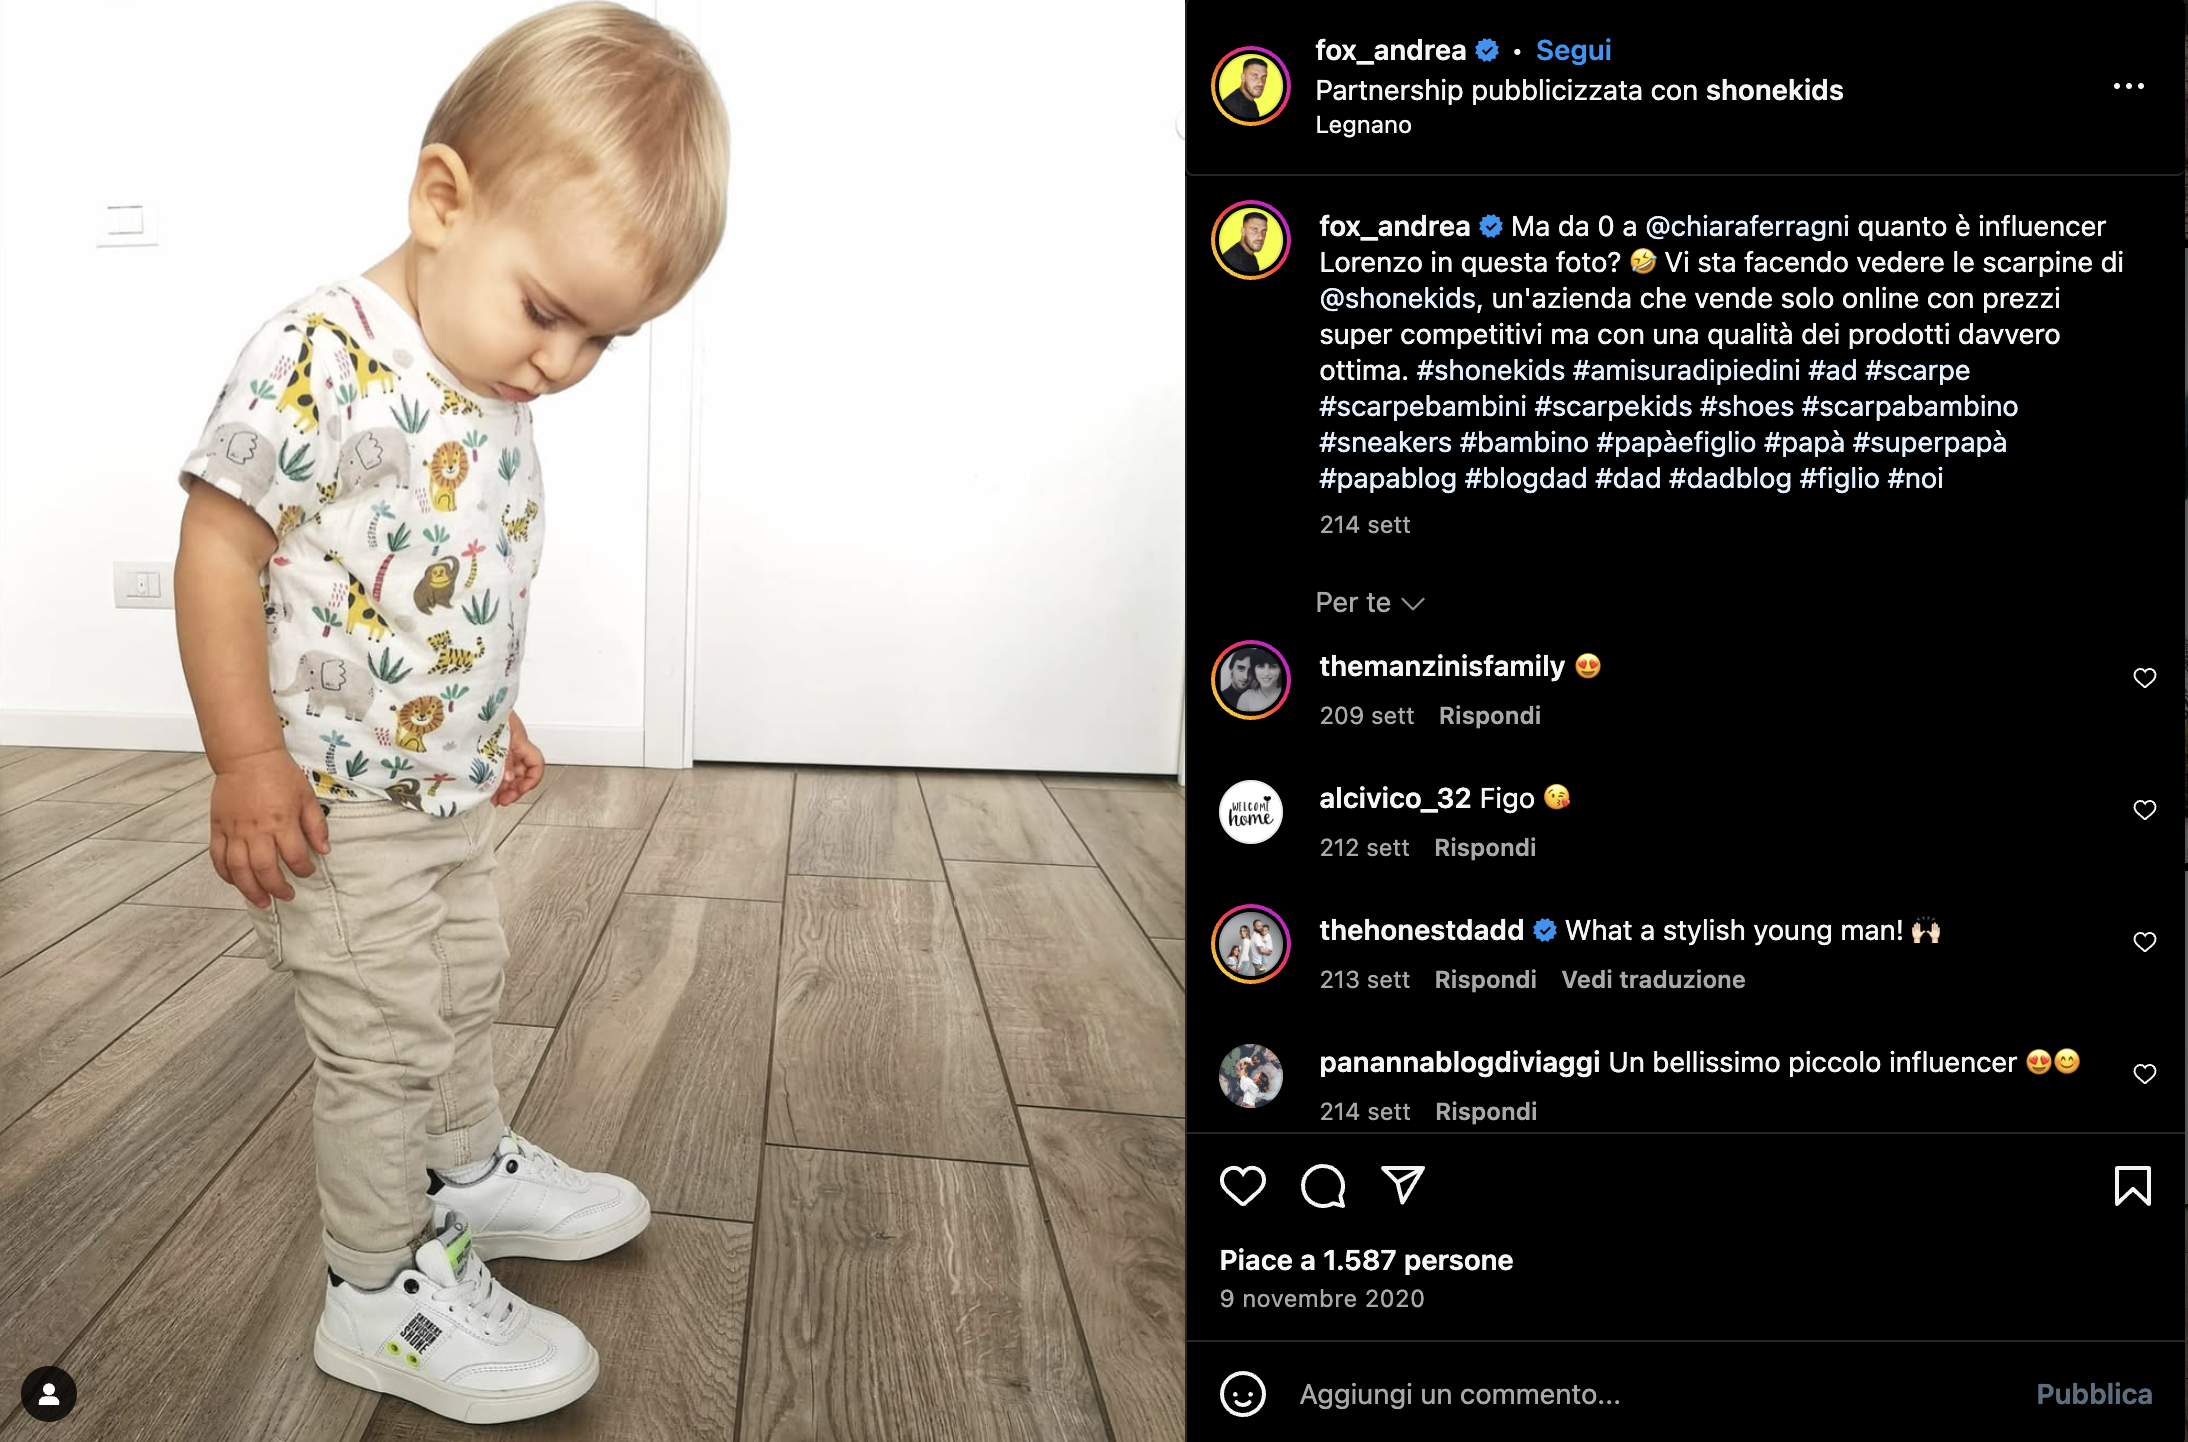 fox_andrea • Segui
Partnership pubblicizzata con shonekids
Legnano
fox_andrea Ma da 0 a @chiaraferragni quanto è influencer
Lorenzo in questa foto? 🤣 Vi sta facendo vedere le scarpine di
@shonekids, un'azienda che vende solo online con prezzi
super competitivi ma con una qualità dei prodotti davvero
ottima. #shonekids #amisuradipiedini #ad #scarpe
#scarpebambini #scarpekids #shoes #scarpabambino
#sneakers #bambino #papàefiglio #papà #superpapà
#papablog #blogdad #dad #dadblog #figlio #noi
214 sett
Per te
themanzinisfamily 😍
209 sett Rispondi
WELCOME
home
alcivico_32 Figo 😘
212 sett Rispondi
thehonestdadd What a stylish young man! 🙌🏻
213 sett Rispondi Vedi traduzione
panannablogdiviaggi Un bellissimo piccolo influencer 😍😊
214 sett Rispondi
Piace a 1.587 persone
9 novembre 2020
Aggiungi un commento...
Pubblica
SHONE